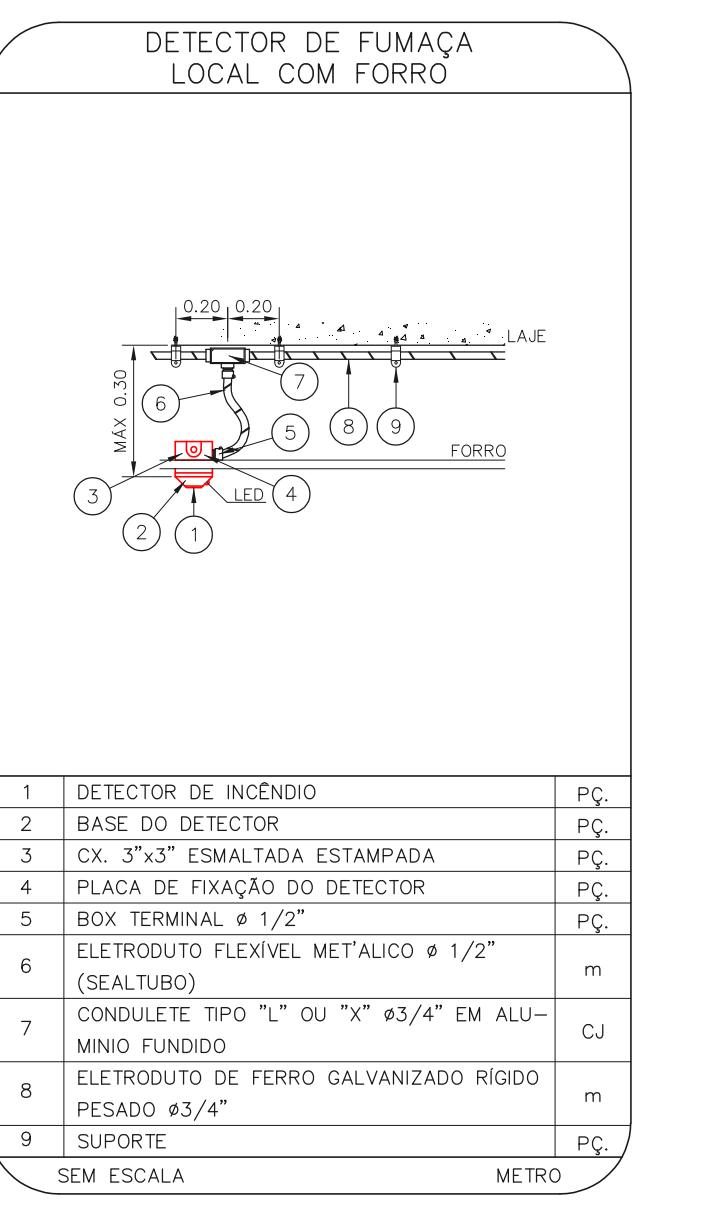 DETECTOR DE FUMAÇA
LOCAL COM FORRO
0.20 0.20
LAJE
MÁX 0.30
7
6
5
8
9
FORRO
3
LED
4
2
1
1 DETECTOR DE INCÊNDIO PÇ.
2 BASE DO DETECTOR PÇ.
3 CX. 3"x3" ESMALTADA ESTAMPADA PÇ.
4 PLACA DE FIXAÇÃO DO DETECTOR PÇ.
5 BOX TERMINAL ø 1/2" PÇ.
6 ELETRODUTO FLEXÍVEL MET'ALICO ø 1/2"
(SEALTUBO) m
7 CONDULETE TIPO "L" OU "X" ø3/4" EM ALU-
MINIO FUNDIDO CJ
8 ELETRODUTO DE FERRO GALVANIZADO RÍGIDO
PESADO ø3/4" m
9 SUPORTE PÇ.
SEM ESCALA METRO